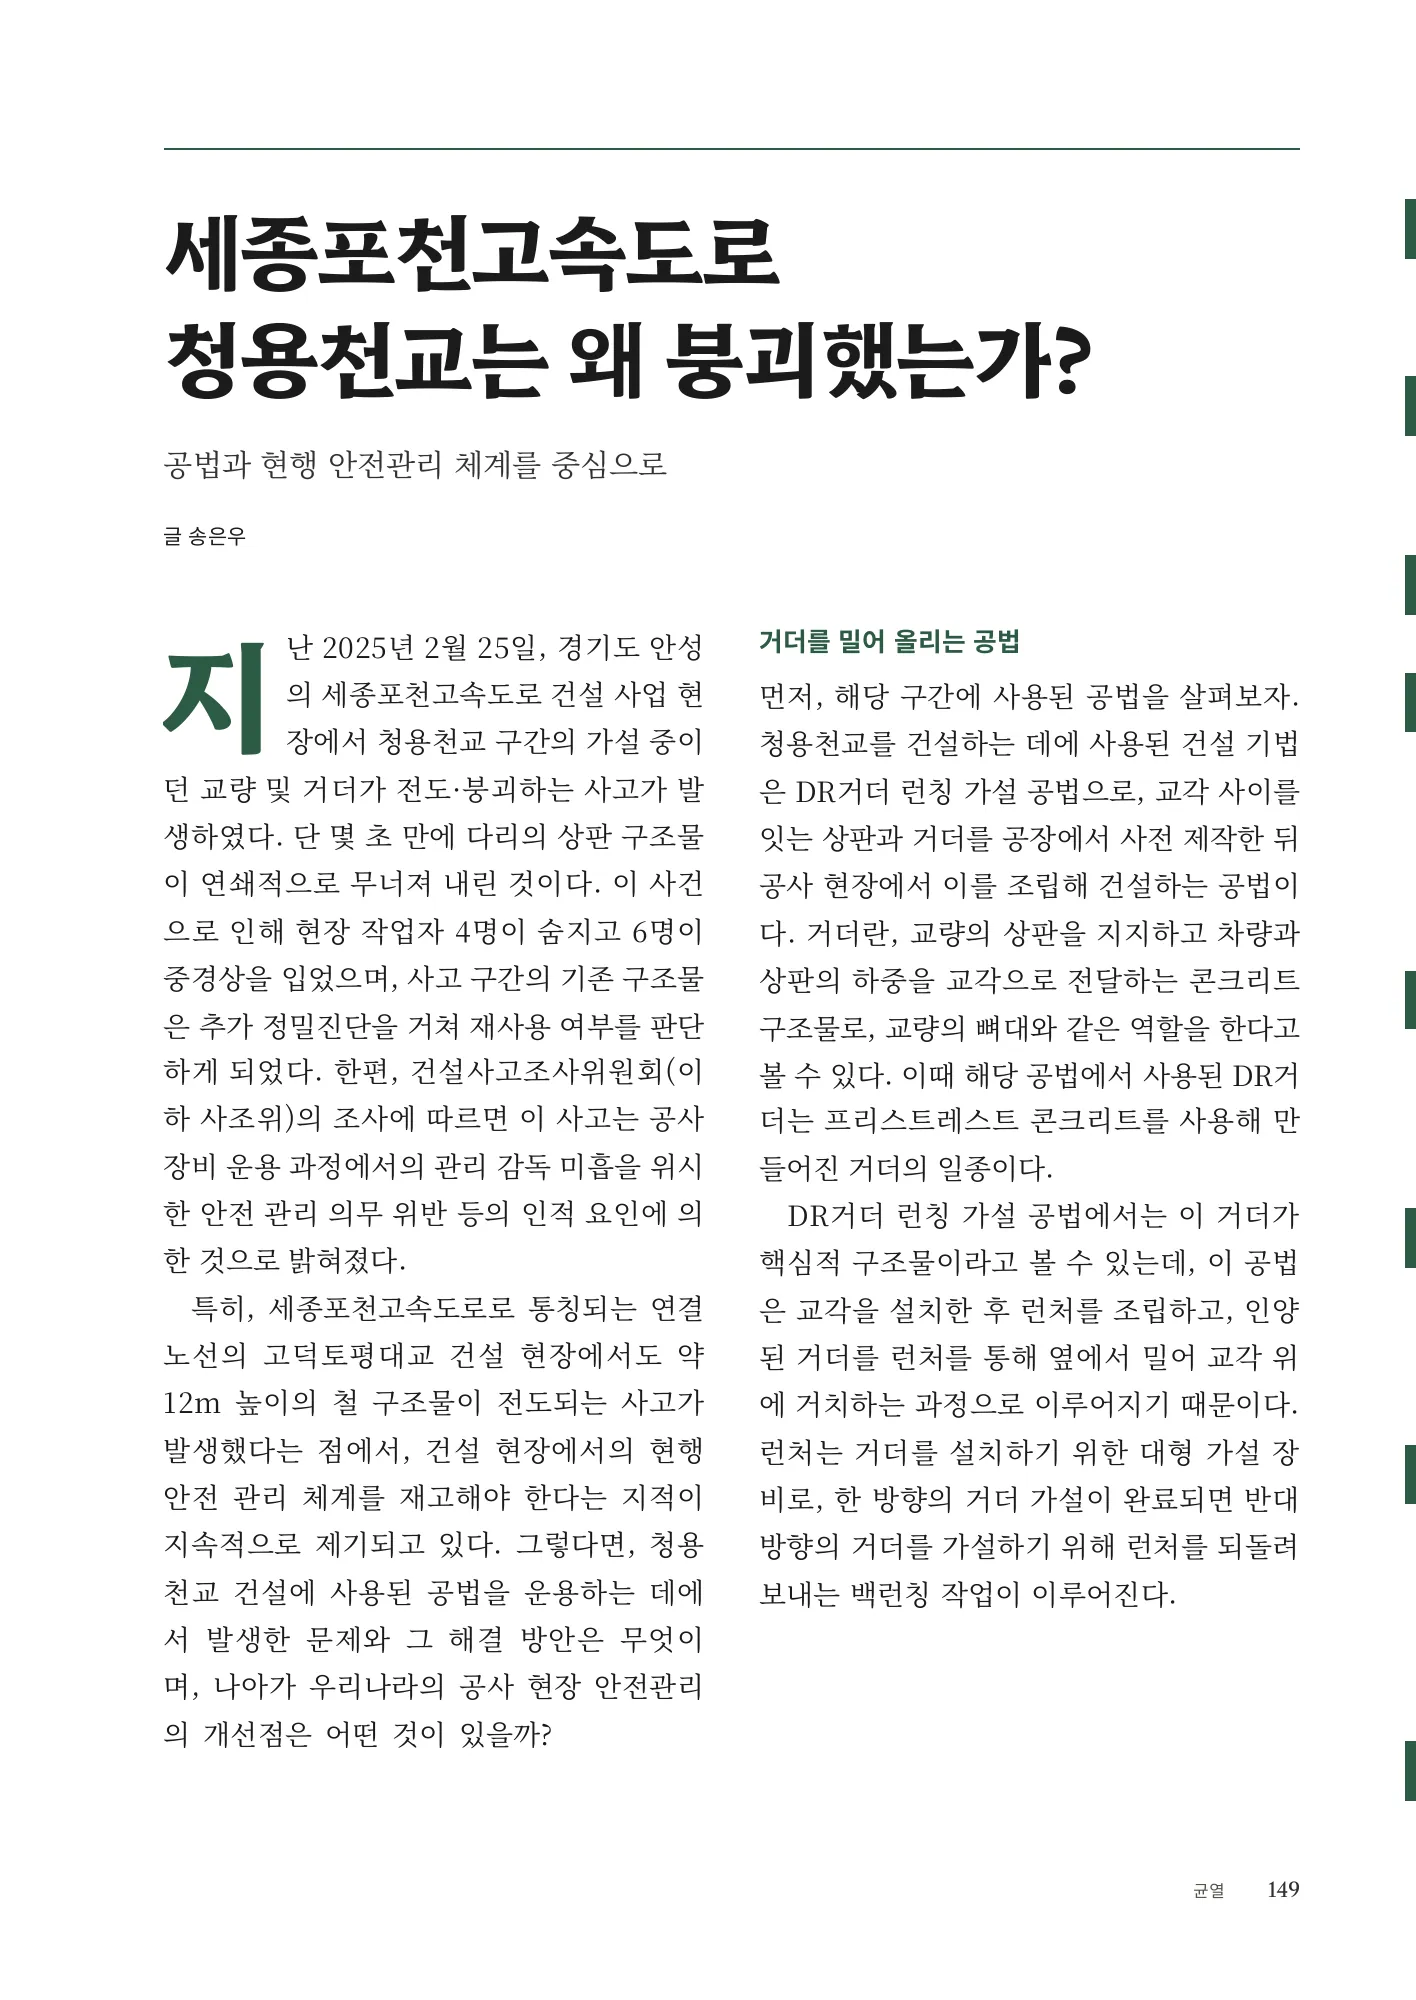 세종포천고속도로
청용천교는 왜 붕괴했는가?
공법과 현행 안전관리 체계를 중심으로
글 송은우
지난 2025년 2월 25일, 경기도 안성
의 세종포천고속도로 건설 사업 현
장에서 청용천교 구간의 가설 중이
던 교량 및 거더가 전도·붕괴하는 사고가 발
생하였다. 단 몇 초 만에 다리의 상판 구조물
이 연쇄적으로 무너져 내린 것이다. 이 사건
으로 인해 현장 작업자 4명이 숨지고 6명이
중경상을 입었으며, 사고 구간의 기존 구조물
은 추가 정밀진단을 거쳐 재사용 여부를 판단
하게 되었다. 한편, 건설사고조사위원회(이
하 사조위)의 조사에 따르면 이 사고는 공사
장비 운용 과정에서의 관리 감독 미흡을 위시
한 안전 관리 의무 위반 등의 인적 요인에 의
한 것으로 밝혀졌다.
특히, 세종포천고속도로로 통칭되는 연결
노선의 고덕토평대교 건설 현장에서도 약
12m 높이의 철 구조물이 전도되는 사고가
발생했다는 점에서, 건설 현장에서의 현행
안전 관리 체계를 재고해야 한다는 지적이
지속적으로 제기되고 있다. 그렇다면, 청용
천교 건설에 사용된 공법을 운용하는 데에
서 발생한 문제와 그 해결 방안은 무엇이
며, 나아가 우리나라의 공사 현장 안전관리
의 개선점은 어떤 것이 있을까?
거더를 밀어 올리는 공법
먼저, 해당 구간에 사용된 공법을 살펴보자.
청용천교를 건설하는 데에 사용된 건설 기법
은 DR거더 런칭 가설 공법으로, 교각 사이를
잇는 상판과 거더를 공장에서 사전 제작한 뒤
공사 현장에서 이를 조립해 건설하는 공법이
다. 거더란, 교량의 상판을 지지하고 차량과
상판의 하중을 교각으로 전달하는 콘크리트
구조물로, 교량의 뼈대와 같은 역할을 한다고
볼 수 있다. 이때 해당 공법에서 사용된 DR거
더는 프리스트레스트 콘크리트를 사용해 만
들어진 거더의 일종이다.
DR거더 런칭 가설 공법에서는 이 거더가
핵심적 구조물이라고 볼 수 있는데, 이 공법
은 교각을 설치한 후 런처를 조립하고, 인양
된 거더를 런처를 통해 옆에서 밀어 교각 위
에 거치하는 과정으로 이루어지기 때문이다.
런처는 거더를 설치하기 위한 대형 가설 장
비로, 한 방향의 거더 가설이 완료되면 반대
방향의 거더를 가설하기 위해 런처를 되돌려
보내는 백런칭 작업이 이루어진다.
균열 149